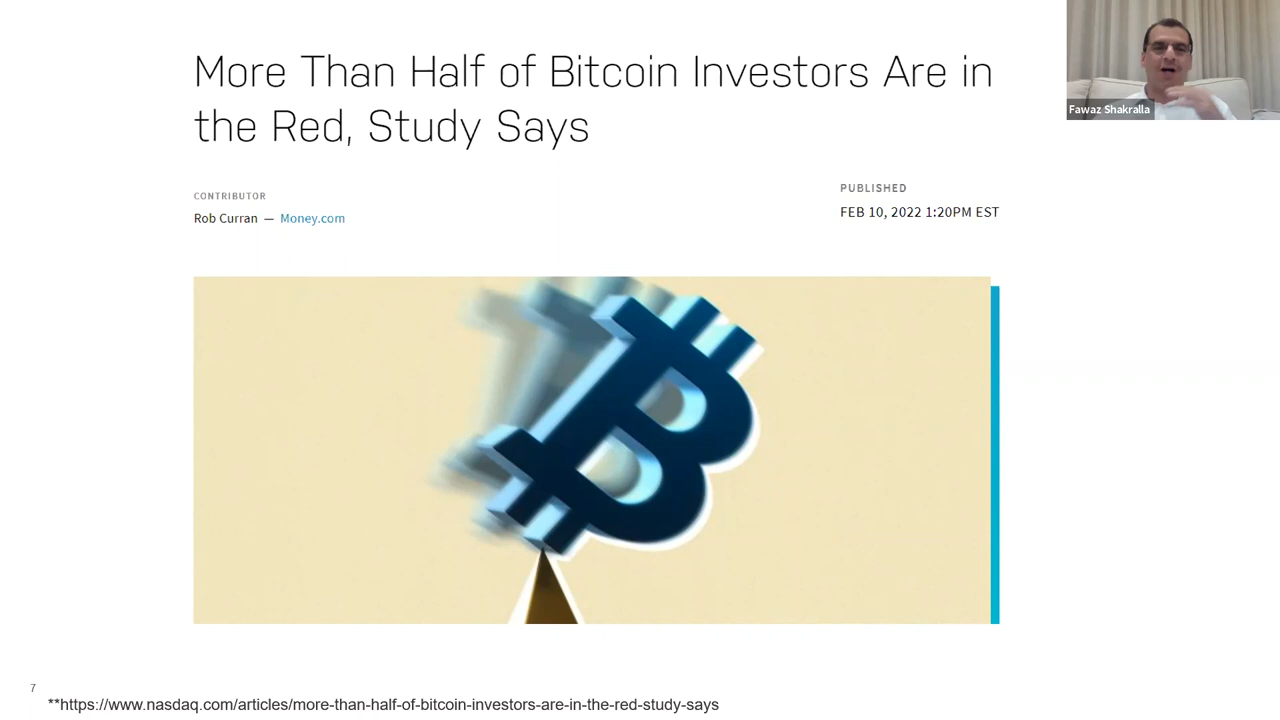 More Than Half of Bitcoin Investors Are in
the Red, Study Says
Fawaz Shakralla
CONTRIBUTOR
Rob Curran — Money.com
PUBLISHED
FEB 10, 2022 1:20PM EST
7
**https://www.nasdaq.com/articles/more-than-half-of-bitcoin-investors-are-in-the-red-study-says